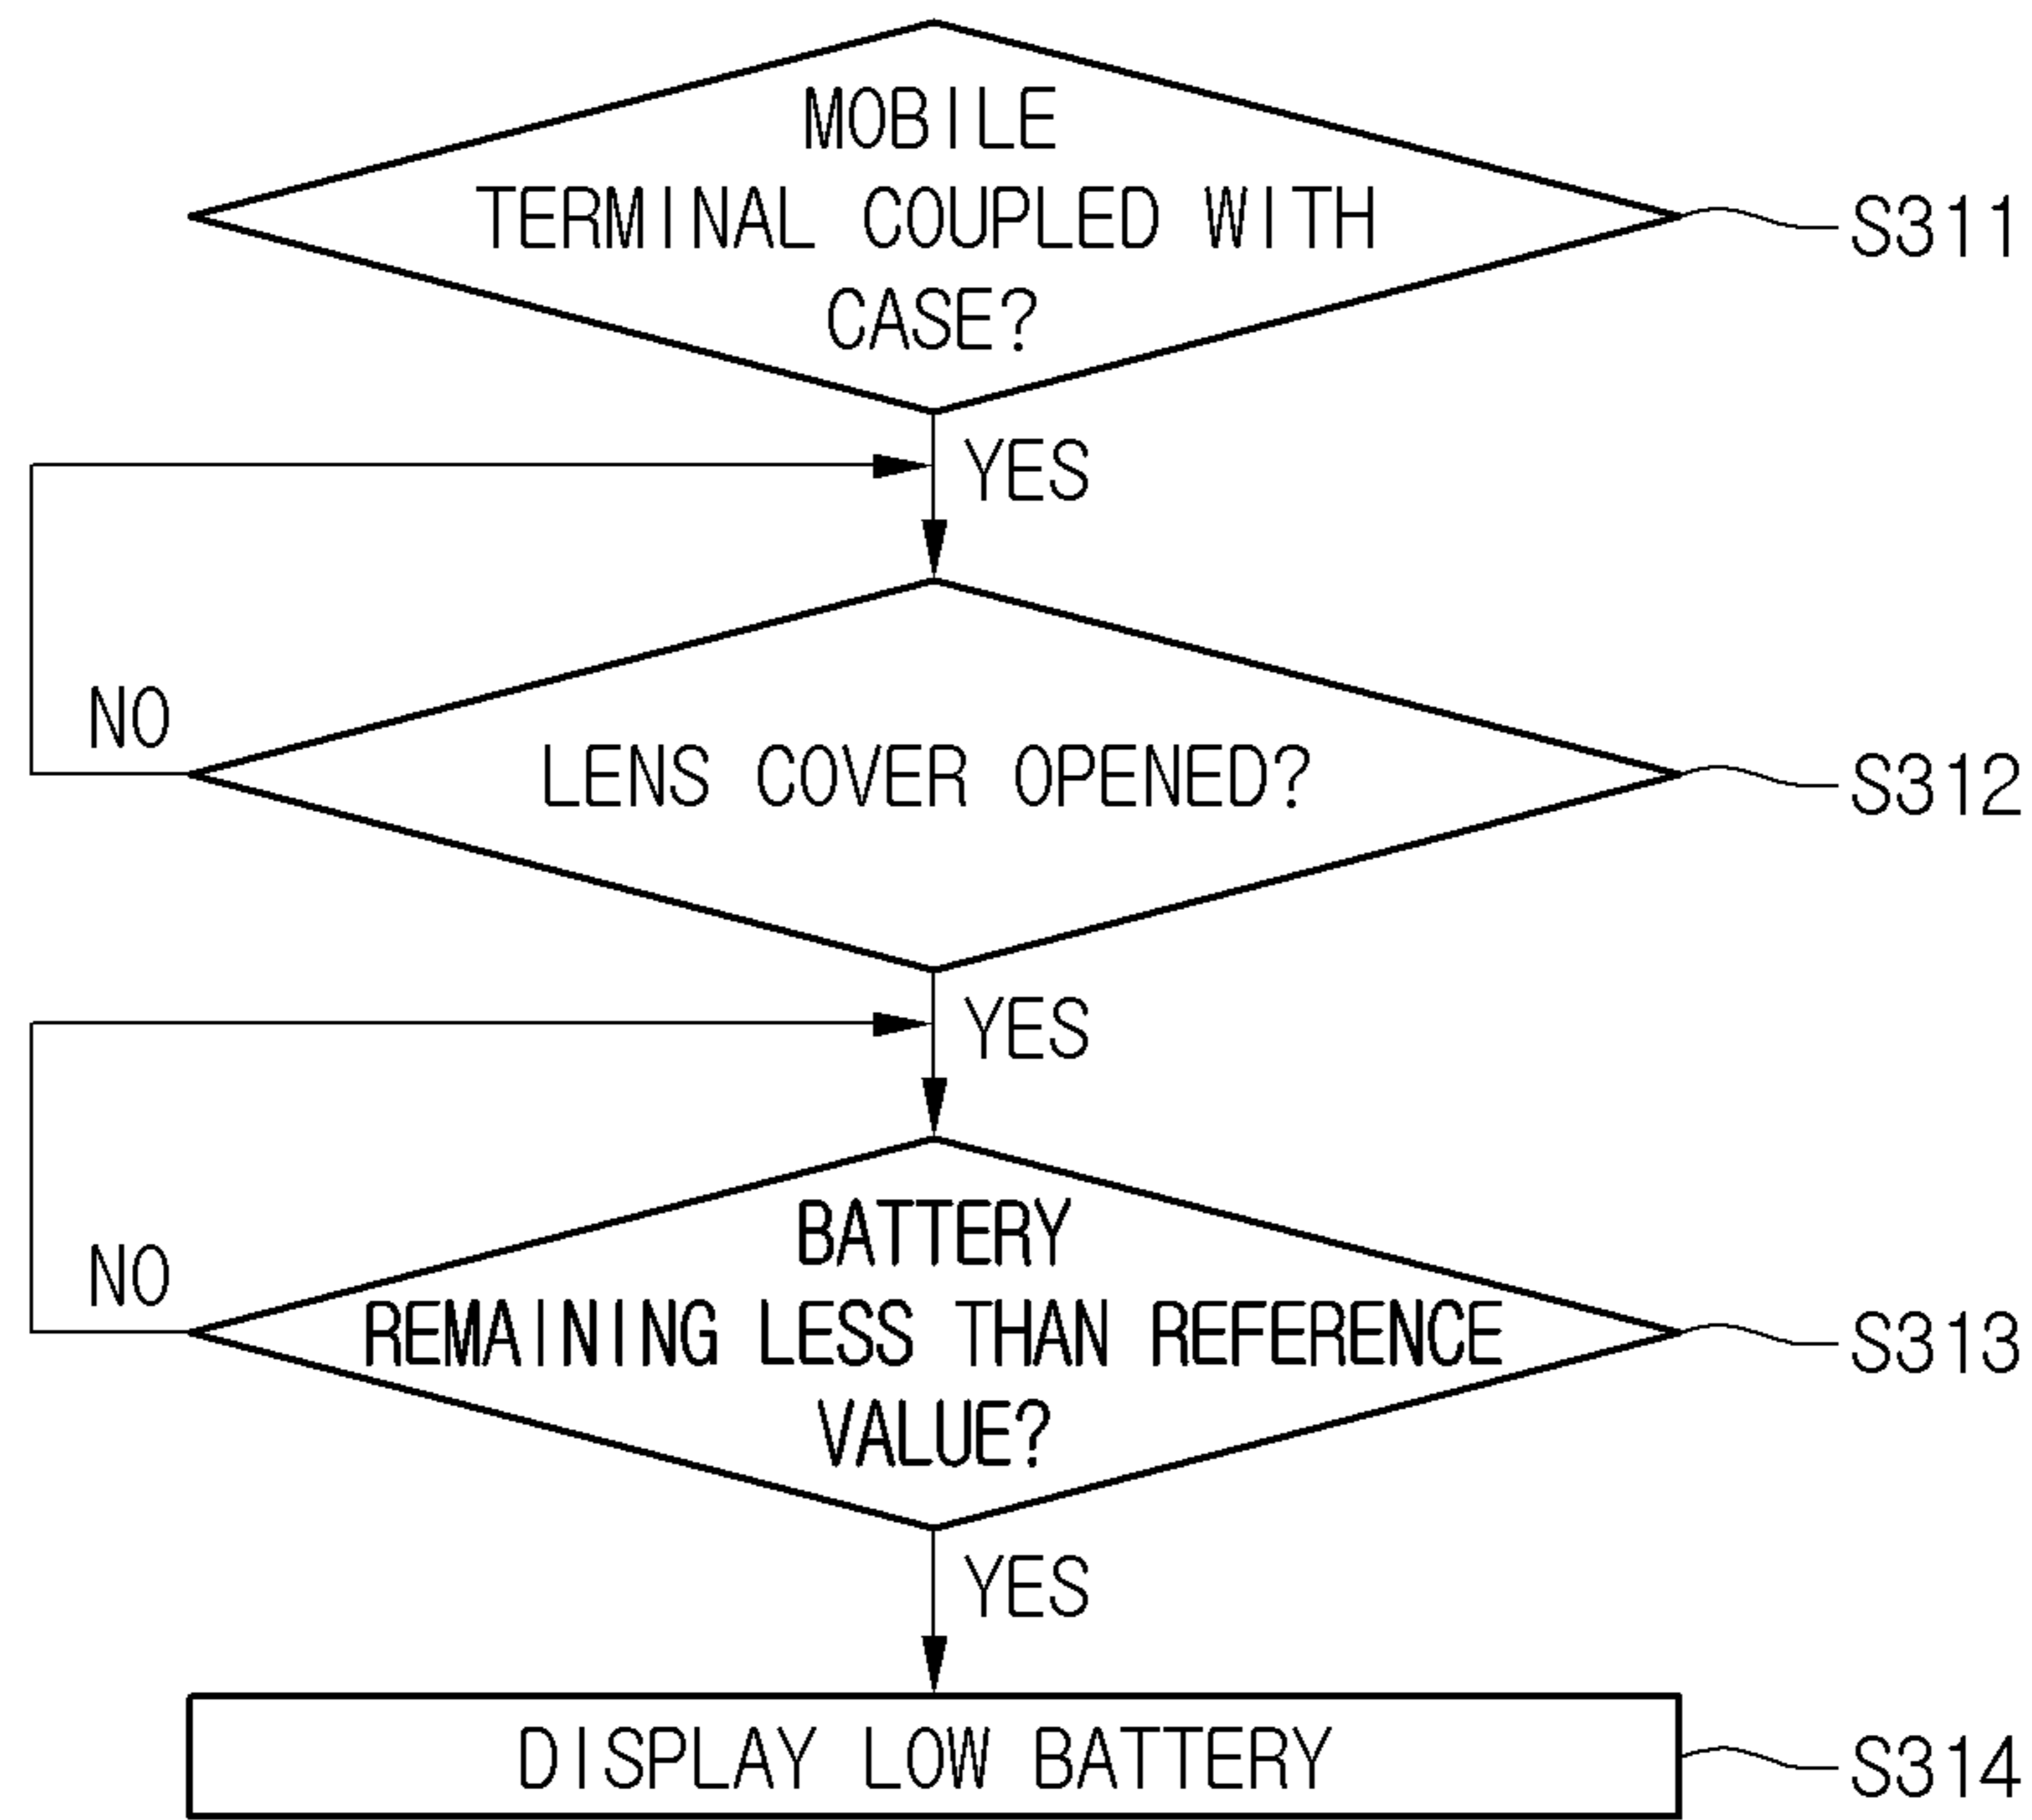 MOBILE
TERMINAL COUPLED WITH
CASE?
S311
YES
NO
LENS COVER OPENED?
S312
YES
NO
BATTERY
REMAINING LESS THAN REFERENCE
VALUE?
S313
YES
DISPLAY LOW BATTERY
S314